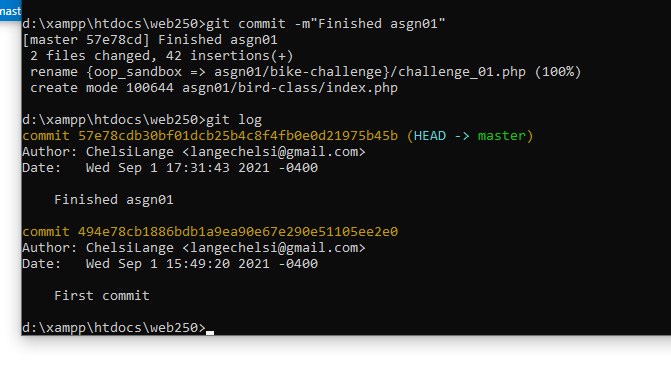 mast
d:\xampp\htdocs\web250>git commit -m"Finished asgn01"
[master 57e78cd] Finished asgn01
 2 files changed, 42 insertions(+)
 rename {oop_sandbox => asgn01/bike-challenge}/challenge_01.php (100%)
 create mode 100644 asgn01/bird-class/index.php
d:\xampp\htdocs\web250>git log
commit 57e78cdb30bf01dcb25b4c8f4fb0e0d21975b45b (HEAD -> master)
Author: ChelsiLange <langechelsi@gmail.com>
Date:   Wed Sep 1 17:31:43 2021 -0400
    Finished asgn01
commit 494e78cb1886bdb1a9ea90e67e290e51105ee2e0
Author: ChelsiLange <langechelsi@gmail.com>
Date:   Wed Sep 1 15:49:20 2021 -0400
    First commit
d:\xampp\htdocs\web250>